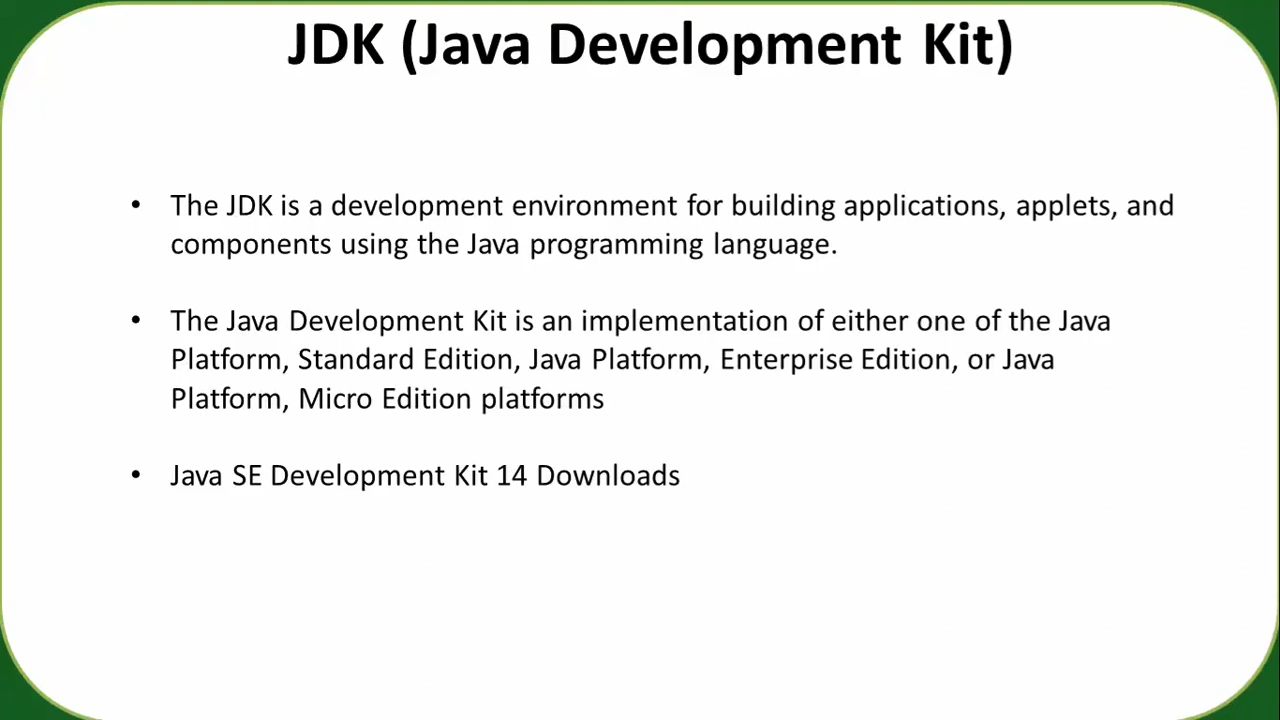 JDK (Java Development Kit)
• The JDK is a development environment for building applications, applets, and
components using the Java programming language.
• The Java Development Kit is an implementation of either one of the Java
Platform, Standard Edition, Java Platform, Enterprise Edition, or Java
Platform, Micro Edition platforms
• Java SE Development Kit 14 Downloads